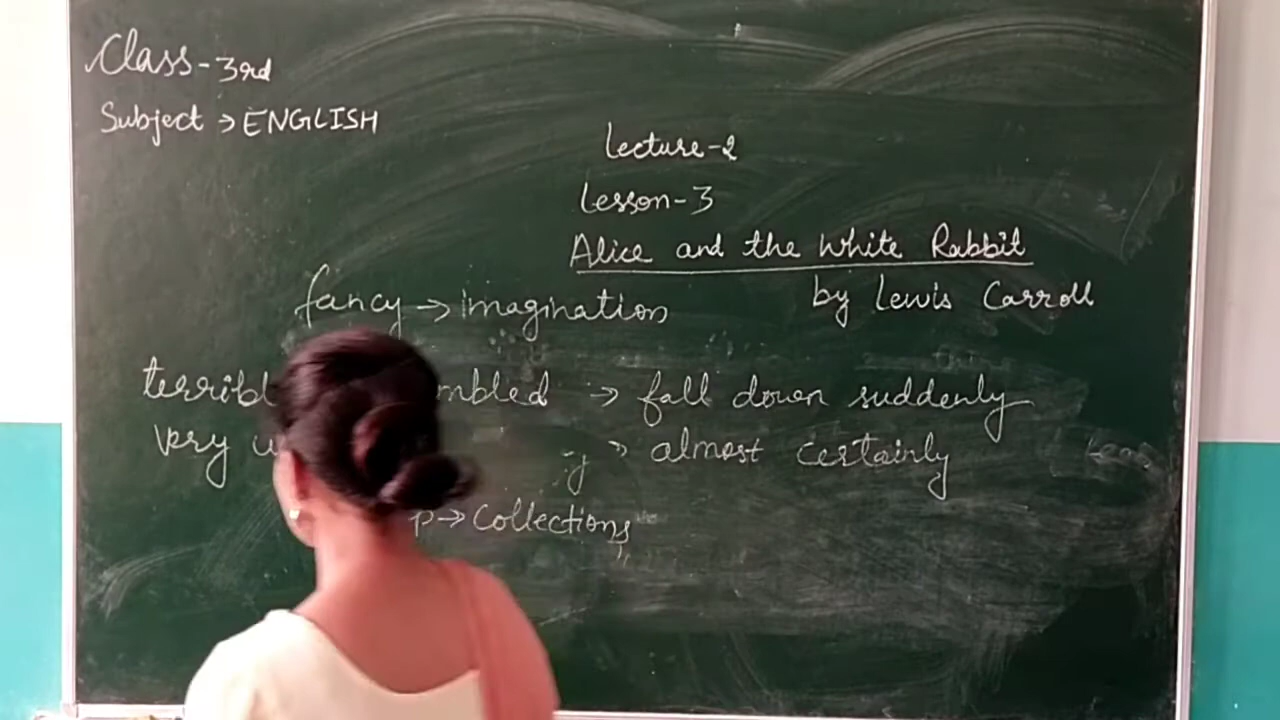 Class-3rd
Subject → ENGLISH
Lecture-2
Lesson-3
Alice and the White Rabbit
by Lewis Carroll
fancy → imagination
terribl mbled → fall down suddenly
very → almost certainly
p → Collections